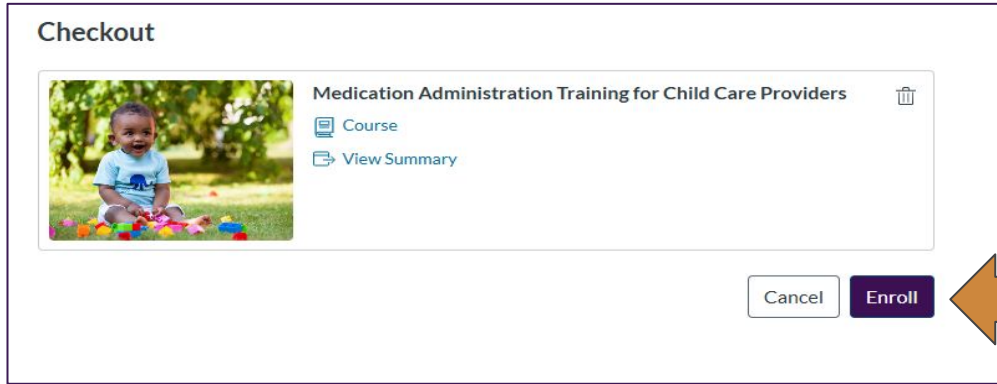 Checkout
Medication Administration Training for Child Care Providers
Course
View Summary
Cancel
Enroll